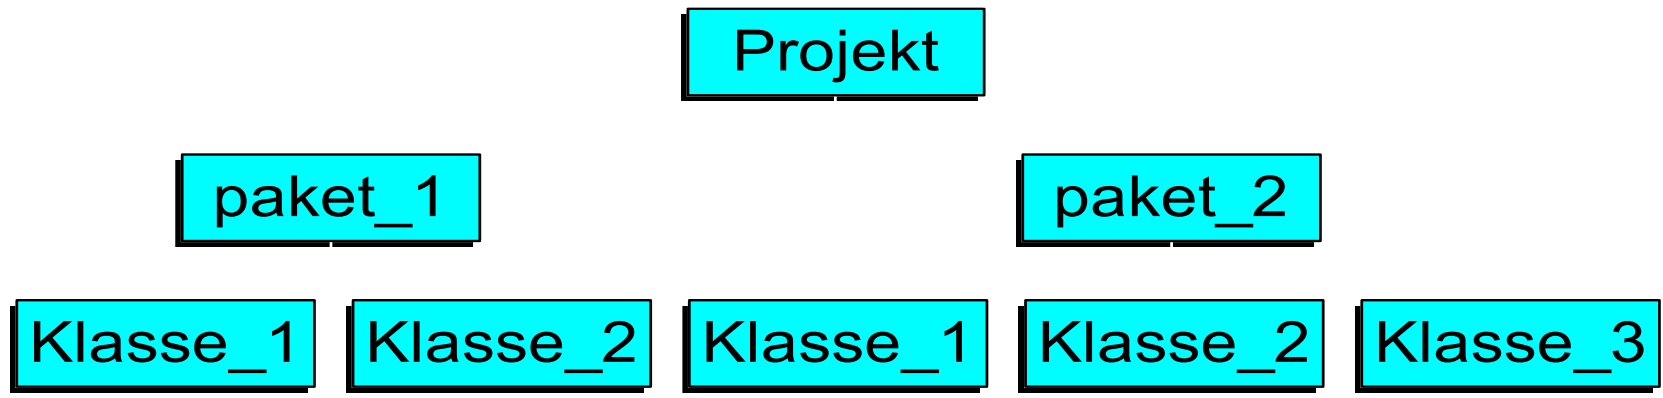 Projekt
paket_1 paket_2
Klasse_1 Klasse_2 Klasse_1 Klasse_2 Klasse_3